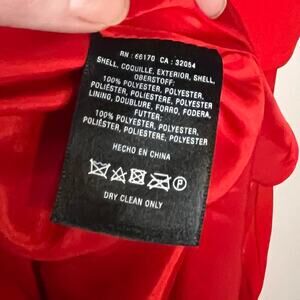 RN : 66170 CA : 32054
SHELL, COQUILLE, EXTERIOR, SHELL,
OBERSTOFF:
100% POLYESTER, POLYESTER,
POLIÉSTER, POLIESTERE, POLYESTER
LINING, DOUBLURE, FORRO, FODERA,
FUTTER:
100% POLYESTER, POLYESTER,
POLIÉSTER, POLIESTERE, POLYESTER
HECHO EN CHINA
P
DRY CLEAN ONLY